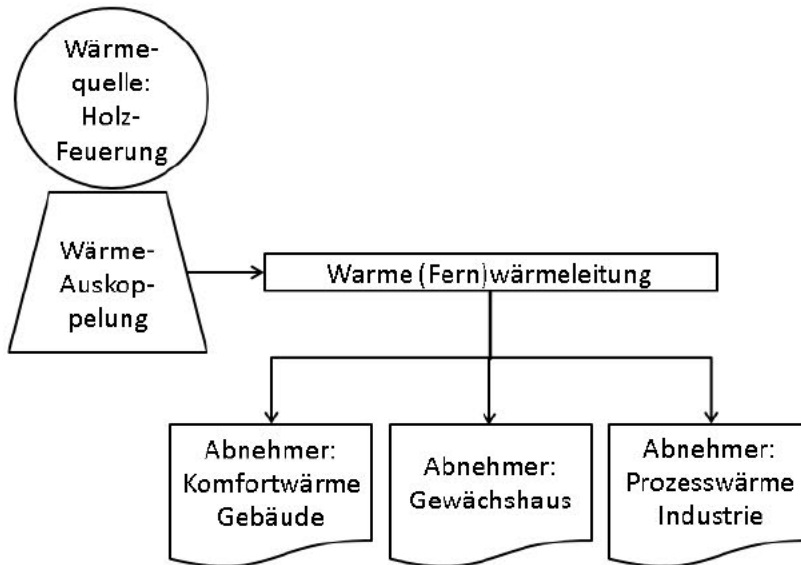 Wärme-
quelle:
Holz-
Feuerung
Wärme-
Auskop-
pelung
Warme (Fern)wärmeleitung
Abnehmer:
Komfortwärme
Gebäude
Abnehmer:
Gewächshaus
Abnehmer:
Prozesswärme
Industrie